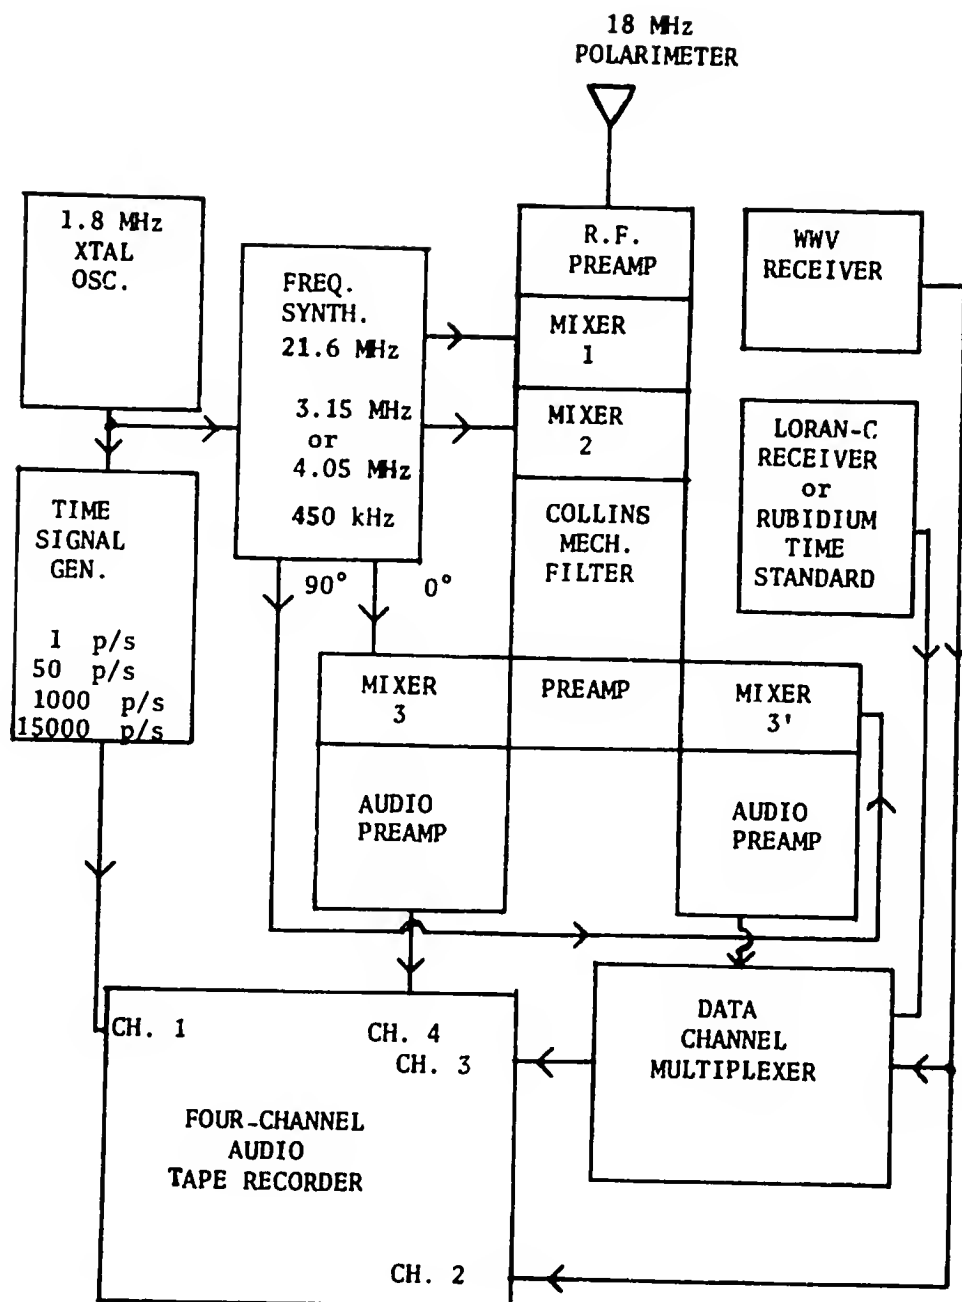 18 MHz
POLARIMETER
1.8 MHz
XTAL
OSC.
FREQ.
SYNTH.
21.6 MHz
3.15 MHz
or
4.05 MHz
450 kHz
R.F.
PREAMP
MIXER
1
MIXER
2
COLLINS
MECH.
FILTER
WWV
RECEIVER
LORAN-C
RECEIVER
or
RUBIDIUM
TIME
STANDARD
TIME
SIGNAL
GEN.
1 p/s
50 p/s
1000 p/s
15000 p/s
90°
0°
MIXER
3
PREAMP
MIXER
3'
AUDIO
PREAMP
AUDIO
PREAMP
CH. 1
CH. 4
CH. 3
FOUR-CHANNEL
AUDIO
TAPE RECORDER
CH. 2
DATA
CHANNEL
MULTIPLEXER